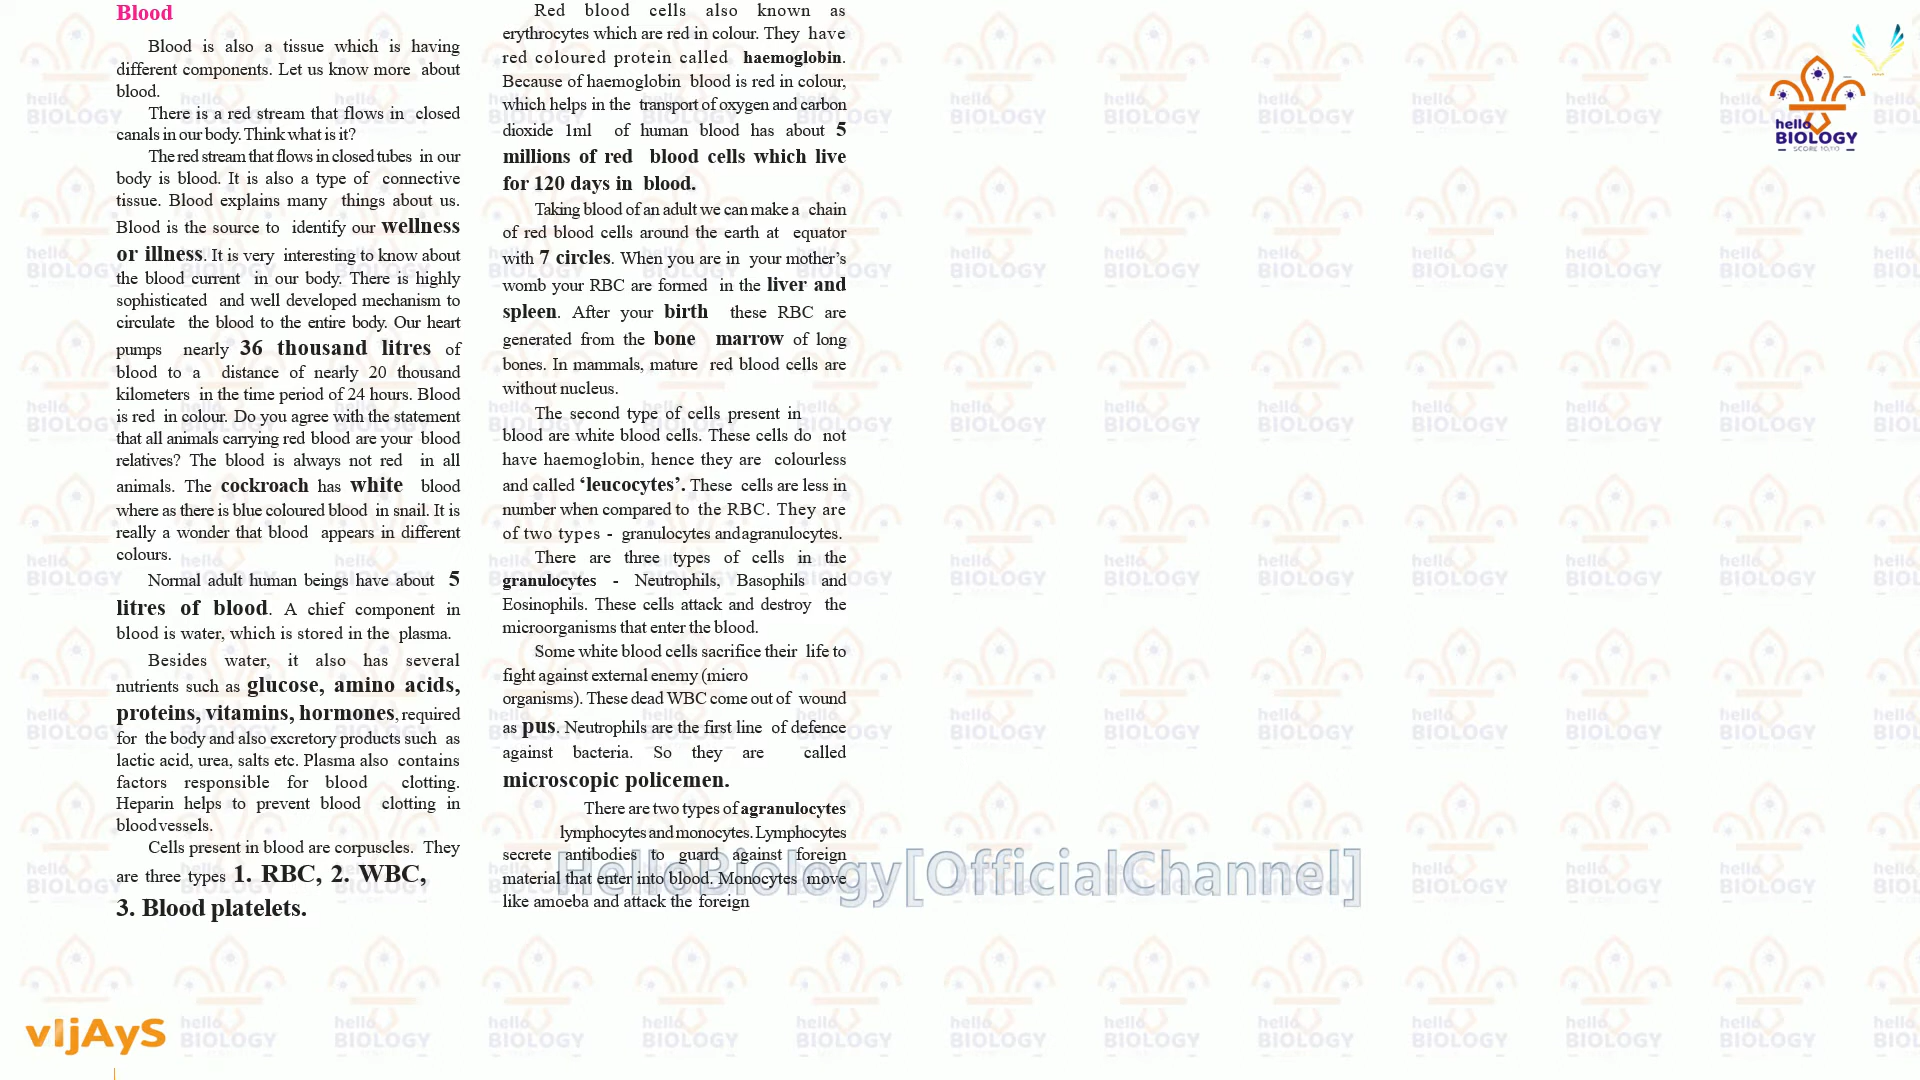 Blood
Blood is also a tissue which is having
different components. Let us know more about
blood.
There is a red stream that flows in closed
canals in our body. Think what is it?
The red stream that flows in closed tubes in our
body is blood. It is also a type of connective
tissue. Blood explains many things about us.
Blood is the source to identify our wellness
or illness. It is very interesting to know about
the blood current in our body. There is highly
sophisticated and well developed mechanism to
circulate the blood to the entire body. Our heart
pumps nearly 36 thousand litres of
blood to a distance of nearly 20 thousand
kilometers in the time period of 24 hours. Blood
is red in colour. Do you agree with the statement
that all animals carrying red blood are your blood
relatives? The blood is always not red in all
animals. The cockroach has white blood
where as there is blue coloured blood in snail. It is
really a wonder that blood appears in different
colours.
Normal adult human beings have about 5
litres of blood. A chief component in
blood is water, which is stored in the plasma.
Besides water, it also has several
nutrients such as glucose, amino acids,
proteins, vitamins, hormones, required
for the body and also excretory products such as
lactic acid, urea, salts etc. Plasma also contains
factors responsible for blood clotting.
Heparin helps to prevent blood clotting in
blood vessels.
Cells present in blood are corpuscles. They
are three types 1. RBC, 2. WBC,
3. Blood platelets.
Red blood cells also known as
erythrocytes which are red in colour. They have
red coloured protein called haemoglobin.
Because of haemoglobin blood is red in colour,
which helps in the transport of oxygen and carbon
dioxide 1ml of human blood has about 5
millions of red blood cells which live
for 120 days in blood.
Taking blood of an adult we can make a chain
of red blood cells around the earth at equator
with 7 circles. When you are in your mother's
womb your RBC are formed in the liver and
spleen. After your birth these RBC are
generated from the bone marrow of long
bones. In mammals, mature red blood cells are
without nucleus.
The second type of cells present in
blood are white blood cells. These cells do not
have haemoglobin, hence they are colourless
and called ‘leucocytes’. These cells are less in
number when compared to the RBC. They are
of two types - granulocytes andagranulocytes.
There are three types of cells in the
granulocytes - Neutrophils, Basophils and
Eosinophils. These cells attack and destroy the
microorganisms that enter the blood.
Some white blood cells sacrifice their life to
fight against external enemy (micro
organisms). These dead WBC come out of wound
as pus. Neutrophils are the first line of defence
against bacteria. So they are called
microscopic policemen.
There are two types of agranulocytes
lymphocytes and monocytes. Lymphocytes
secrete antibodies to guard against foreign
material that enter into blood. Monocytes move
like amoeba and attack the foreign
HelloBiology[OfficialChannel]
hello
BIOLOGY
SCORE 10/10
vIjAyS